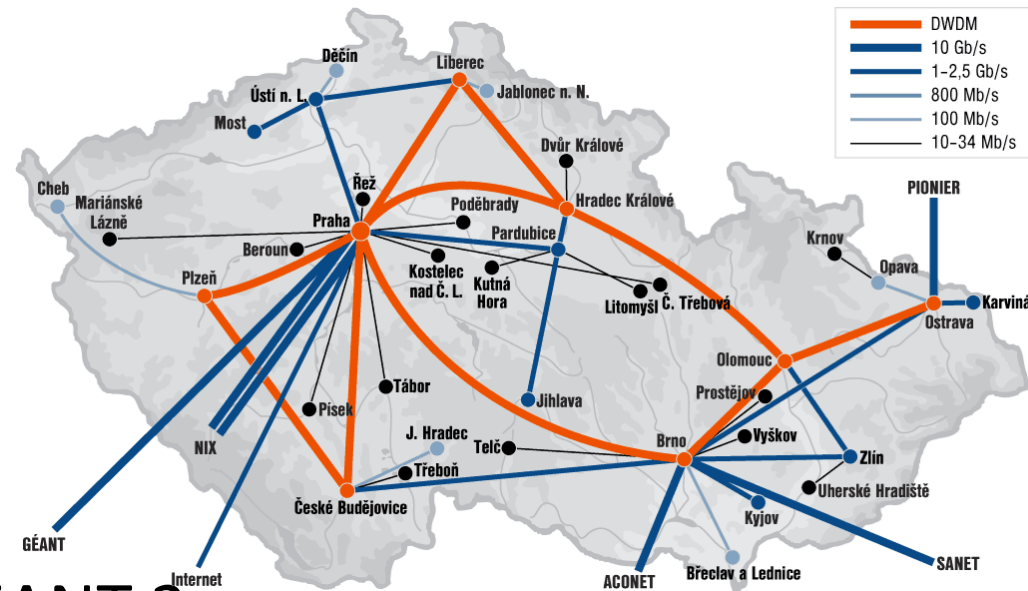 DWDM
10 Gb/s
1–2,5 Gb/s
800 Mb/s
100 Mb/s
10–34 Mb/s
Děčín
Liberec
Ústí n. L.
Jablonec n. N.
Most
Dvůr Králové
Cheb
Mariánské
Lázně
Řež
PIONIER
Praha
Poděbrady
Hradec Králové
Beroun
Pardubice
Krnov
Opava
Plzeň
Kostelec
nad Č. L.
Kutná
Hora
Litomyšl
Č. Třebová
Karviná
Ostrava
Olomouc
Tábor
Prostějov
Písek
Jihlava
J. Hradec
NIX
Telč
Brno
Vyškov
Třeboň
Zlín
České Budějovice
Uherské Hradiště
Kyjov
GÉANT
Internet
ACONET
Břeclav a Lednice
SANET